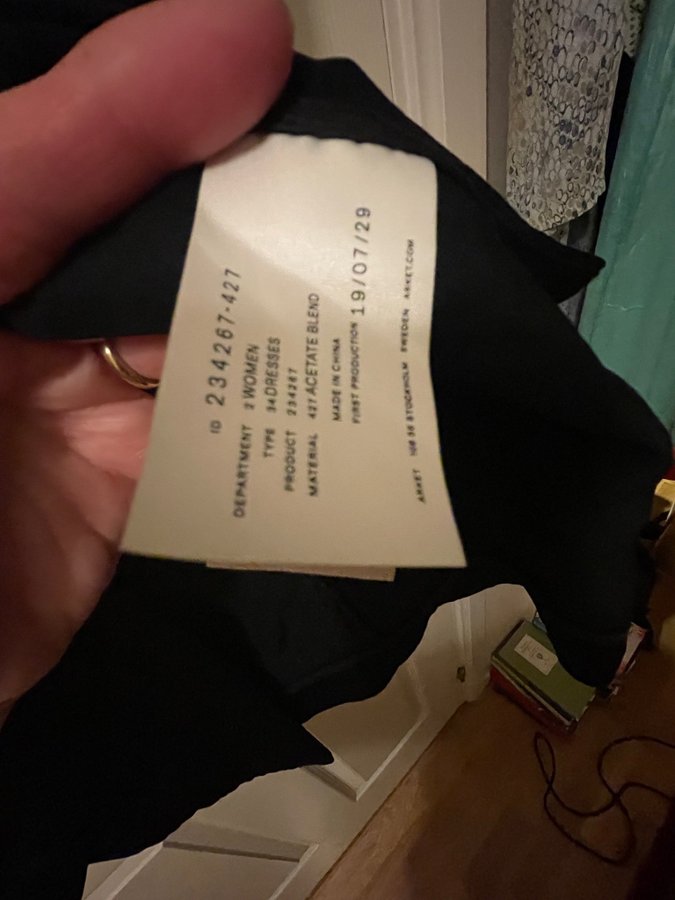 ID 234267-427
DEPARTMENT 2 WOMEN
TYPE 34 DRESSES
PRODUCT 234267
MATERIAL 427 ACETATE BLEND
MADE IN CHINA
FIRST PRODUCTION 19/07/29
ARKET 106 38 STOCKHOLM SWEDEN ARKET.COM